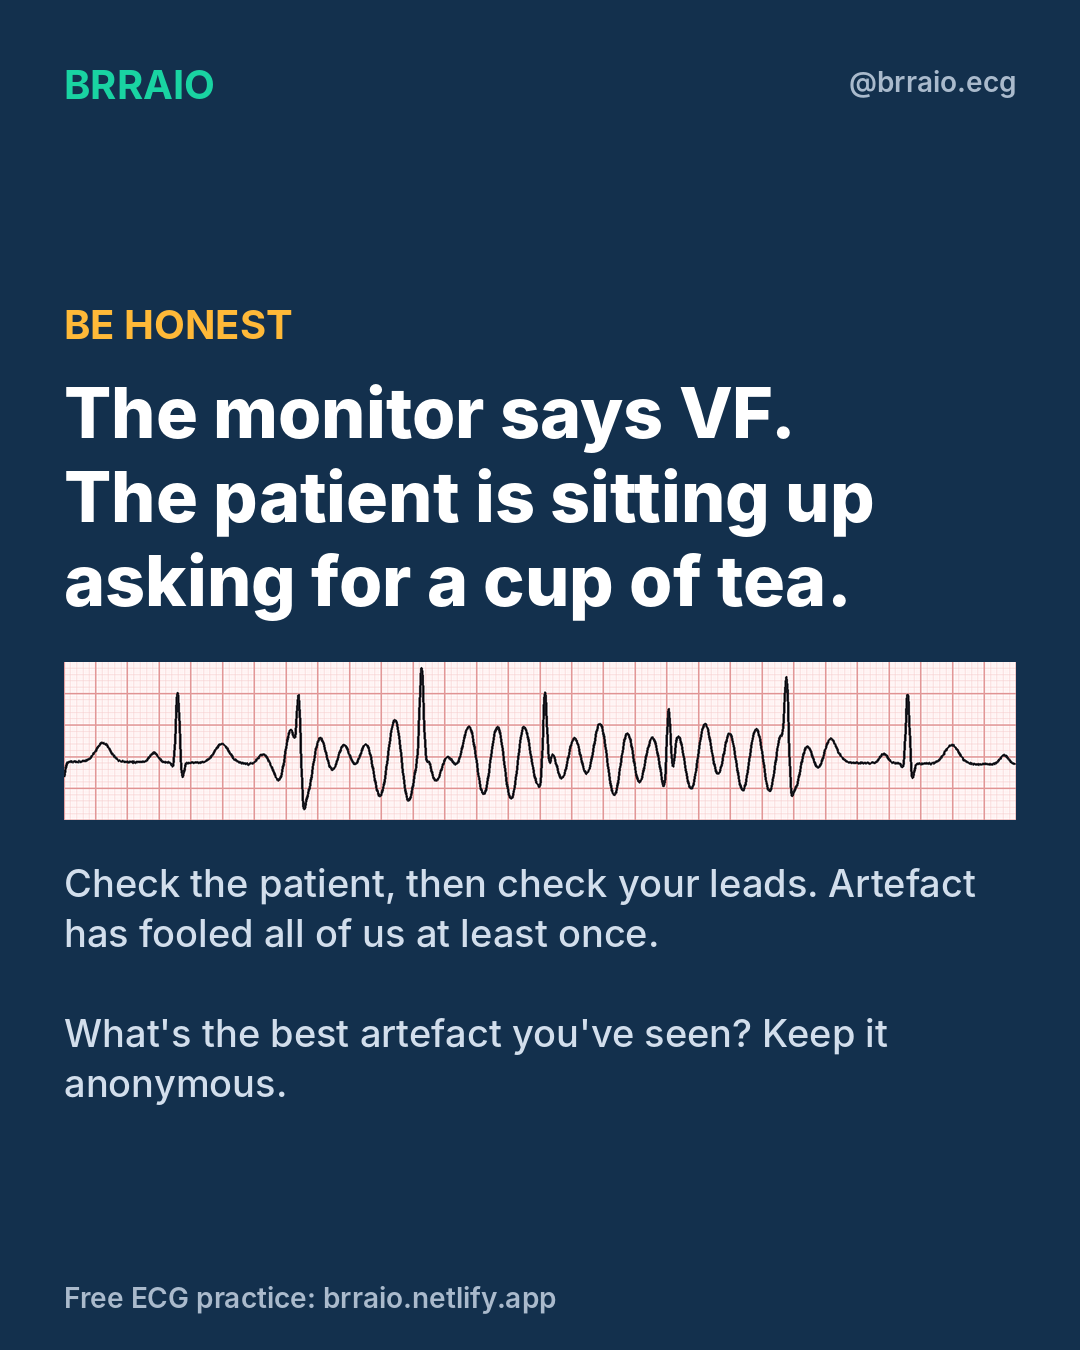 BRRAIO
@brraio.ecg
BE HONEST
The monitor says VF.
The patient is sitting up
asking for a cup of tea.
Check the patient, then check your leads. Artefact
has fooled all of us at least once.
What's the best artefact you've seen? Keep it
anonymous.
Free ECG practice: brraio.netlify.app